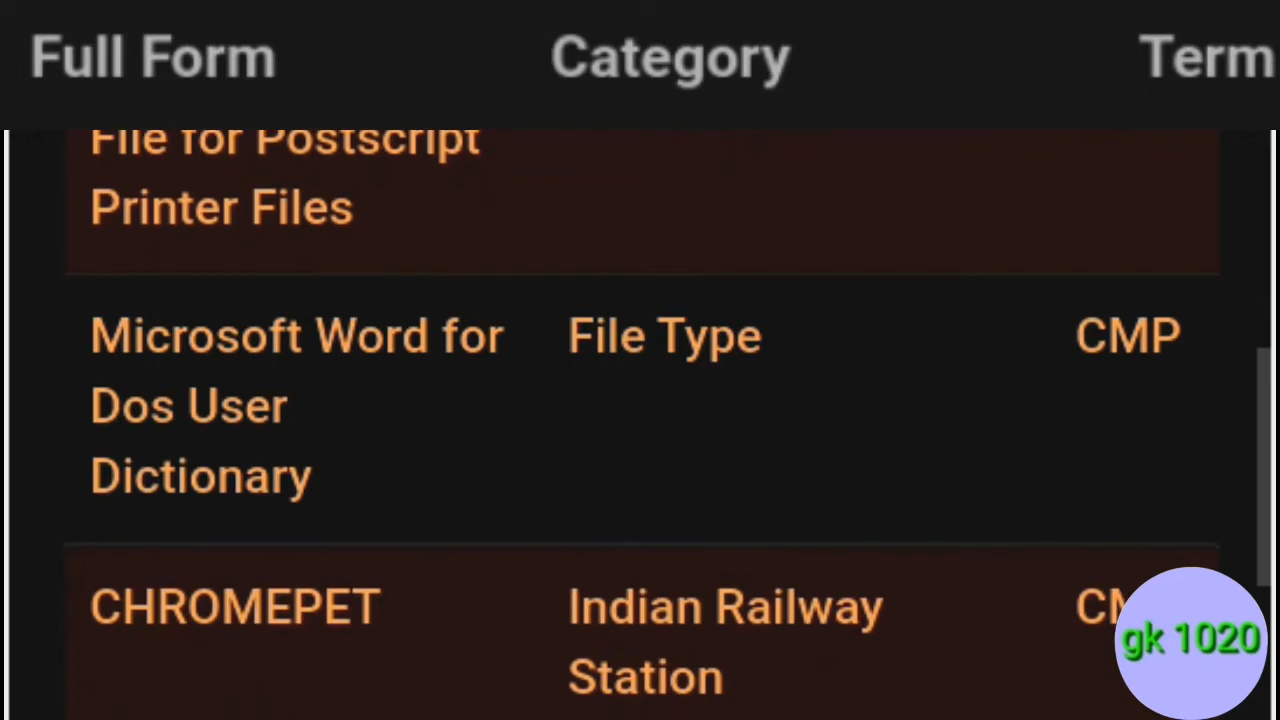 Full Form Category Term
File for Postscript
Printer Files
Microsoft Word for File Type CMP
Dos User
Dictionary
CHROMEPET Indian Railway
Station
gk 1020